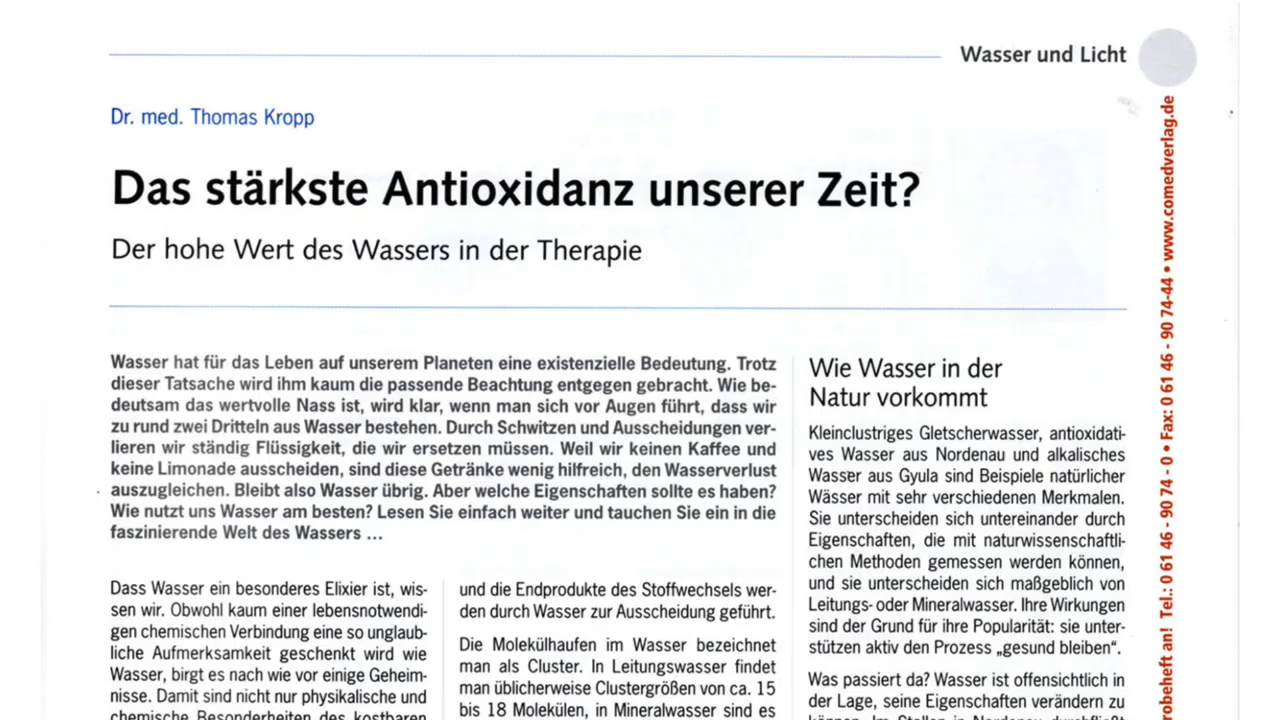 Wasser und Licht
Dr. med. Thomas Kropp
Das stärkste Antioxidanz unserer Zeit?
Der hohe Wert des Wassers in der Therapie
Wasser hat für das Leben auf unserem Planeten eine existenzielle Bedeutung. Trotz
dieser Tatsache wird ihm kaum die passende Beachtung entgegen gebracht. Wie be-
deutsam das wertvolle Nass ist, wird klar, wenn man sich vor Augen führt, dass wir
zu rund zwei Dritteln aus Wasser bestehen. Durch Schwitzen und Ausscheidungen ver-
lieren wir ständig Flüssigkeit, die wir ersetzen müssen. Weil wir keinen Kaffee und
keine Limonade ausscheiden, sind diese Getränke wenig hilfreich, den Wasserverlust
auszugleichen. Bleibt also Wasser übrig. Aber welche Eigenschaften sollte es haben?
Wie nutzt uns Wasser am besten? Lesen Sie einfach weiter und tauchen Sie ein in die
faszinierende Welt des Wassers ...
Dass Wasser ein besonderes Elixier ist, wis-
sen wir. Obwohl kaum einer lebensnotwendi-
gen chemischen Verbindung eine so unglaub-
liche Aufmerksamkeit geschenkt wird wie
Wasser, birgt es nach wie vor einige Geheim-
nisse. Damit sind nicht nur physikalische und
chemische Besonderheiten des kostbaren
und die Endprodukte des Stoffwechsels wer-
den durch Wasser zur Ausscheidung geführt.
Die Molekülhaufen im Wasser bezeichnet
man als Cluster. In Leitungswasser findet
man üblicherweise Clustergrößen von ca. 15
bis 18 Molekülen, in Mineralwasser sind es
Wie Wasser in der
Natur vorkommt
Kleinclustriges Gletscherwasser, antioxidati-
ves Wasser aus Nordenau und alkalisches
Wasser aus Gyula sind Beispiele natürlicher
Wässer mit sehr verschiedenen Merkmalen.
Sie unterscheiden sich untereinander durch
Eigenschaften, die mit naturwissenschaftli-
chen Methoden gemessen werden können,
und sie unterscheiden sich maßgeblich von
Leitungs- oder Mineralwasser. Ihre Wirkungen
sind der Grund für ihre Popularität: sie unter-
stützen aktiv den Prozess „gesund bleiben“.
Was passiert da? Wasser ist offensichtlich in
der Lage, seine Eigenschaften verändern zu
können. Im Stollen in Nordenau durchfließt
robeheft an! Tel.: 0 61 46 - 90 74 - 0 • Fax: 0 61 46 - 90 74-44 • www.comedverlag.de